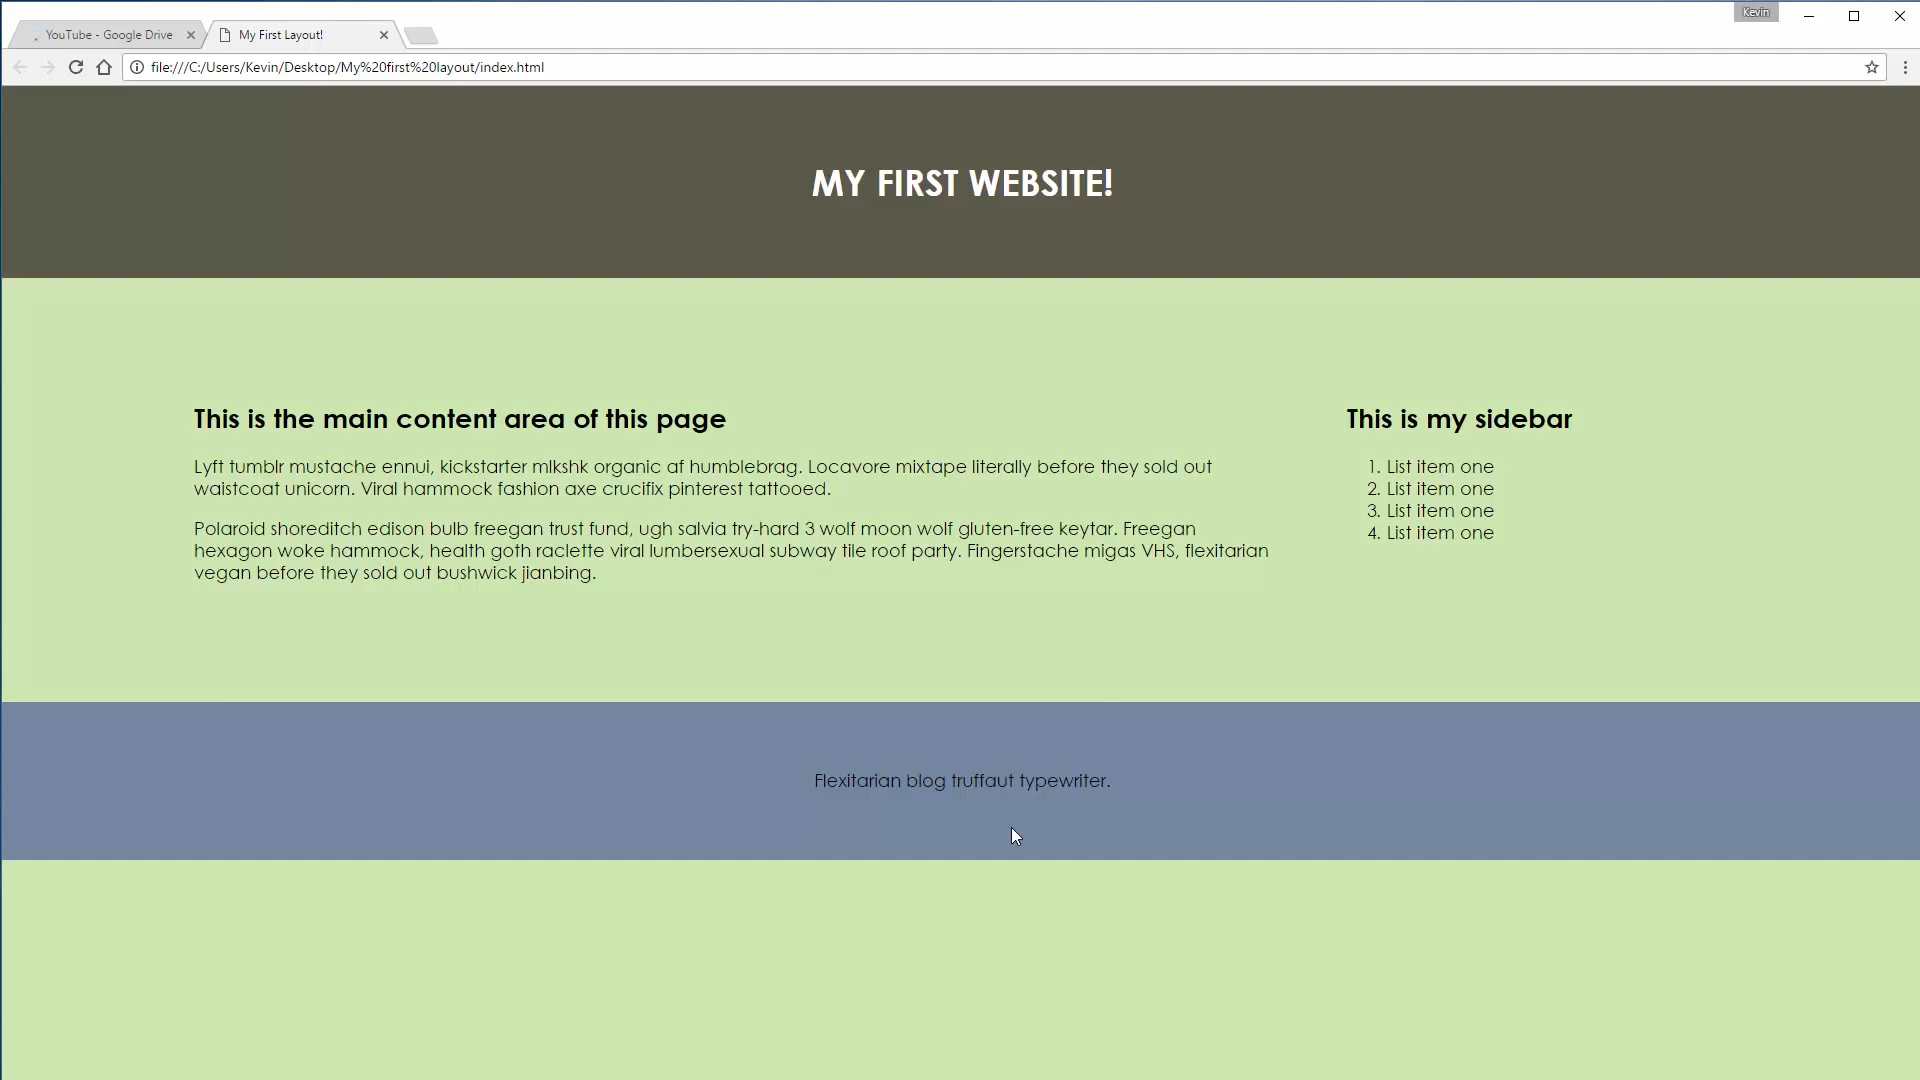 Kevin
YouTube - Google Drive
My First Layout!
file:///C:/Users/Kevin/Desktop/My%20first%20layout/index.html
MY FIRST WEBSITE!
This is the main content area of this page
Lyft tumblr mustache ennui, kickstarter mlkshk organic af humblebrag. Locavore mixtape literally before they sold out
waistcoat unicorn. Viral hammock fashion axe crucifix pinterest tattooed.
Polaroid shoreditch edison bulb freegan trust fund, ugh salvia try-hard 3 wolf moon wolf gluten-free keytar. Freegan
hexagon woke hammock, health goth raclette viral lumbersexual subway tile roof party. Fingerstache migas VHS, flexitarian
vegan before they sold out bushwick jianbing.
This is my sidebar
1. List item one
2. List item one
3. List item one
4. List item one
Flexitarian blog truffaut typewriter.